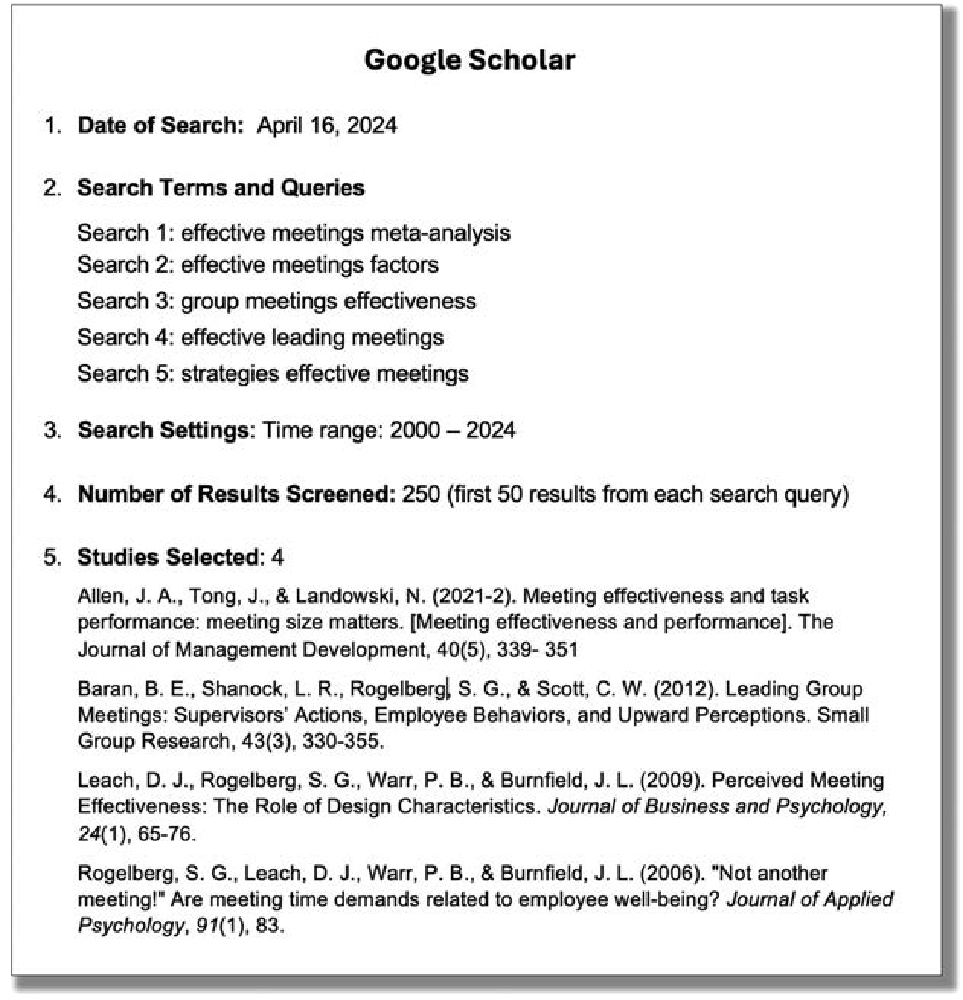 Google Scholar
1. Date of Search: April 16, 2024
2. Search Terms and Queries
Search 1: effective meetings meta-analysis
Search 2: effective meetings factors
Search 3: group meetings effectiveness
Search 4: effective leading meetings
Search 5: strategies effective meetings
3. Search Settings: Time range: 2000 – 2024
4. Number of Results Screened: 250 (first 50 results from each search query)
5. Studies Selected: 4
Allen, J. A., Tong, J., & Landowski, N. (2021-2). Meeting effectiveness and task
performance: meeting size matters. [Meeting effectiveness and performance]. The
Journal of Management Development, 40(5), 339- 351
Baran, B. E., Shanock, L. R., Rogelberg, S. G., & Scott, C. W. (2012). Leading Group
Meetings: Supervisors' Actions, Employee Behaviors, and Upward Perceptions. Small
Group Research, 43(3), 330-355.
Leach, D. J., Rogelberg, S. G., Warr, P. B., & Burnfield, J. L. (2009). Perceived Meeting
Effectiveness: The Role of Design Characteristics. Journal of Business and Psychology,
24(1), 65-76.
Rogelberg, S. G., Leach, D. J., Warr, P. B., & Burnfield, J. L. (2006). "Not another
meeting!" Are meeting time demands related to employee well-being? Journal of Applied
Psychology, 91(1), 83.